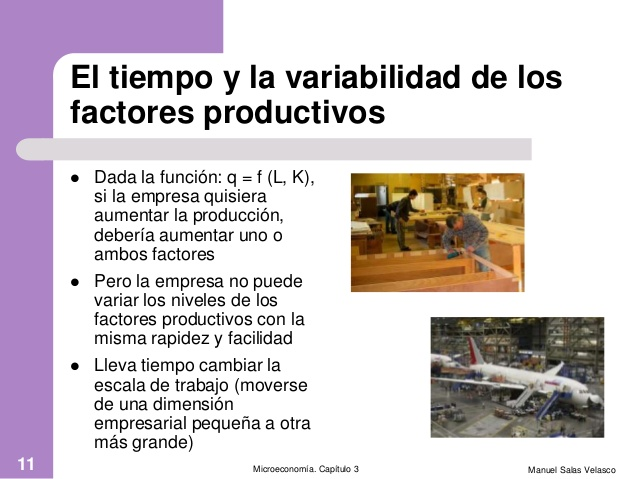 El tiempo y la variabilidad de los
factores productivos
● Dada la función: q = f (L, K),
si la empresa quisiera
aumentar la producción,
debería aumentar uno o
ambos factores
● Pero la empresa no puede
variar los niveles de los
factores productivos con la
misma rapidez y facilidad
● Lleva tiempo cambiar la
escala de trabajo (moverse
de una dimensión
empresarial pequeña a otra
más grande)
11
Microeconomía. Capítulo 3
Manuel Salas Velasco